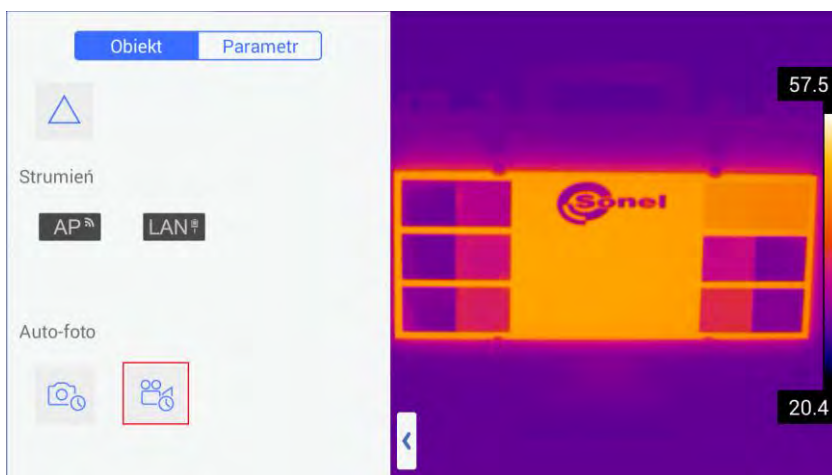 Obiekt
Parametr
Strumień
AP
LAN
Auto-foto
Sonel
57.5
20.4